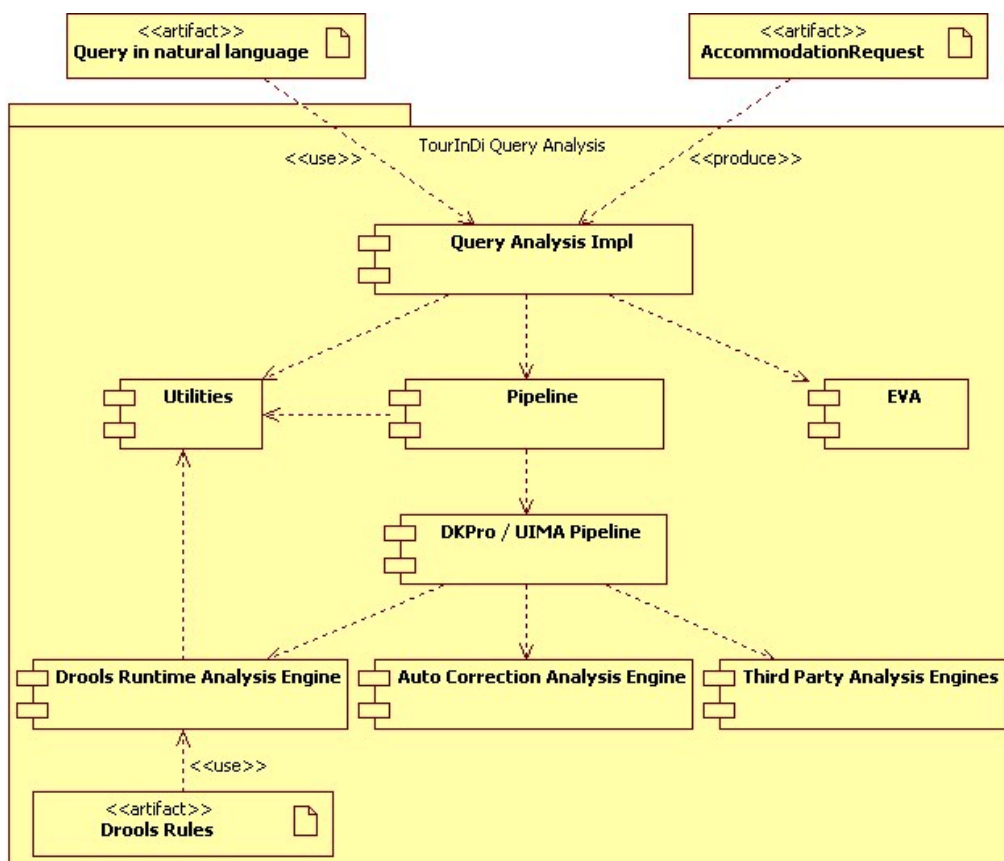 <<artifact>>
Query in natural language
<<artifact>>
AccommodationRequest
TourInDi Query Analysis
<<use>>
<<produce>>
Query Analysis Impl
Utilities
Pipeline
EVA
DKPro / UIMA Pipeline
Drools Runtime Analysis Engine
Auto Correction Analysis Engine
Third Party Analysis Engines
<<use>>
<<artifact>>
Drools Rules